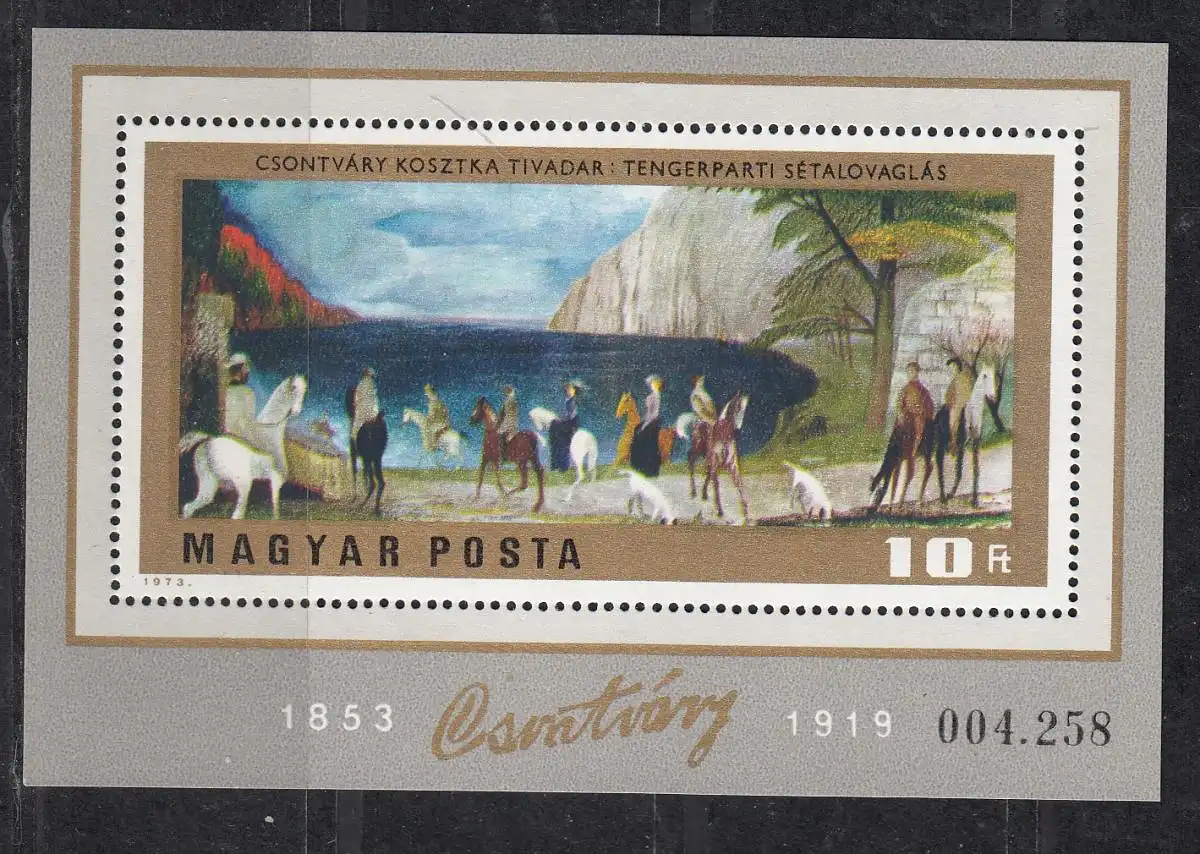 CSONTVÁRY KOSZTKA TIVADAR: TENGERPARTI SÉTALOVAGLÁS
MAGYAR POSTA 10 Ft
1973.
1853 Csontváry 1919 004.258